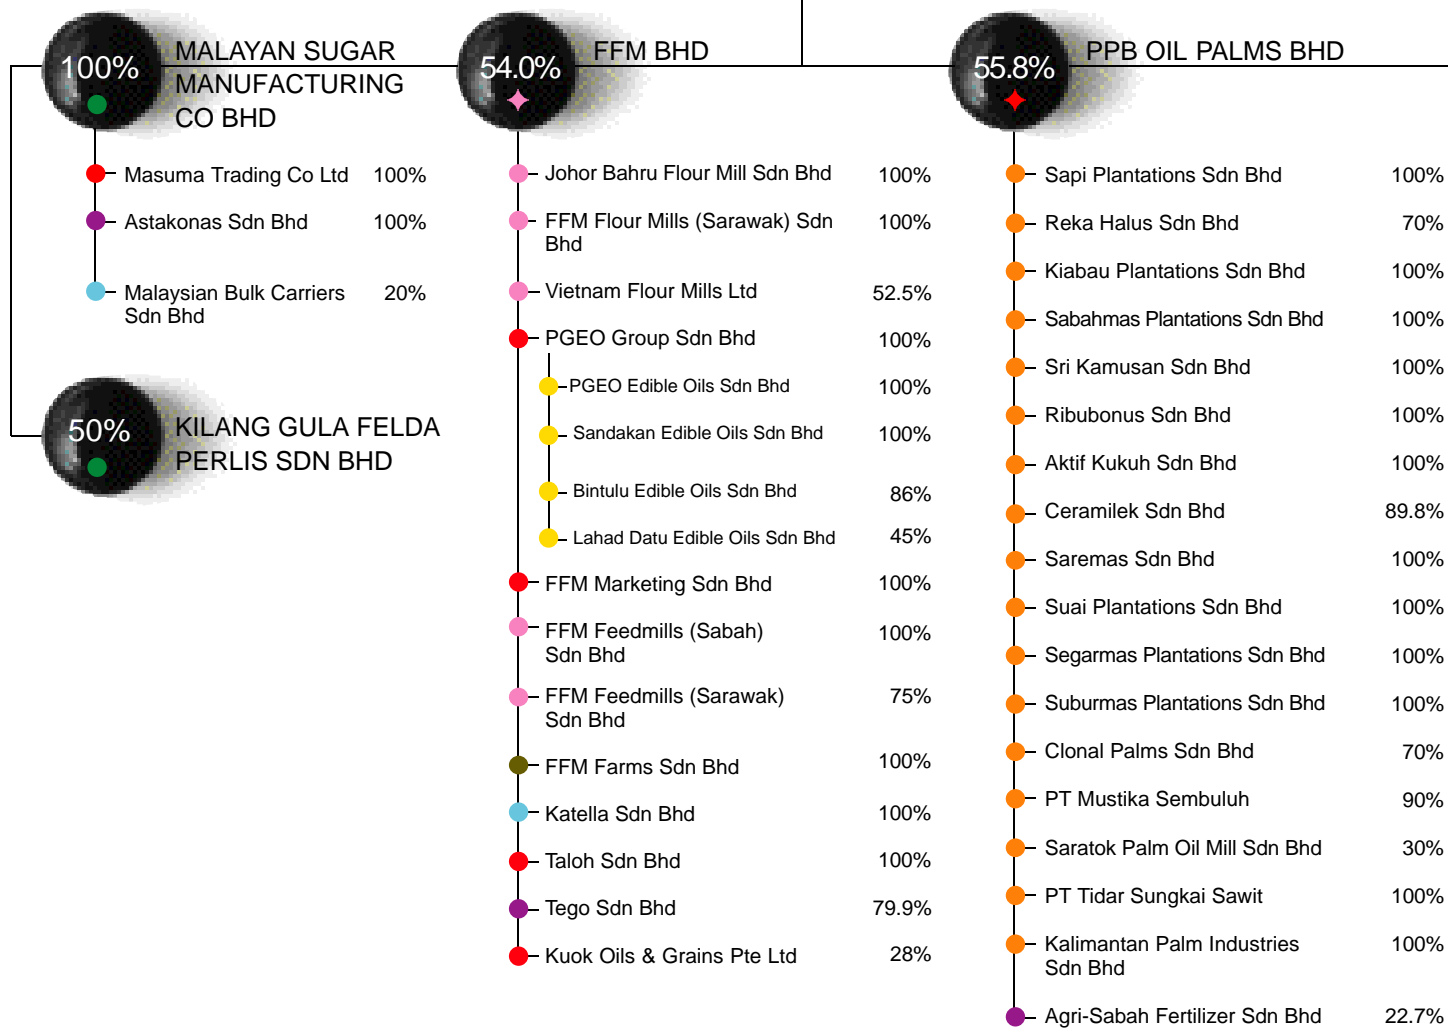 100%
MALAYAN SUGAR
MANUFACTURING
CO BHD
Masuma Trading Co Ltd 100%
Astakonas Sdn Bhd 100%
Malaysian Bulk Carriers 20%
Sdn Bhd
50%
KILANG GULA FELDA
PERLIS SDN BHD
54.0%
FFM BHD
Johor Bahru Flour Mill Sdn Bhd 100%
FFM Flour Mills (Sarawak) Sdn 100%
Bhd
Vietnam Flour Mills Ltd 52.5%
PGEO Group Sdn Bhd 100%
PGEO Edible Oils Sdn Bhd 100%
Sandakan Edible Oils Sdn Bhd 100%
Bintulu Edible Oils Sdn Bhd 86%
Lahad Datu Edible Oils Sdn Bhd 45%
FFM Marketing Sdn Bhd 100%
FFM Feedmills (Sabah) 100%
Sdn Bhd
FFM Feedmills (Sarawak) 75%
Sdn Bhd
FFM Farms Sdn Bhd 100%
Katella Sdn Bhd 100%
Taloh Sdn Bhd 100%
Tego Sdn Bhd 79.9%
Kuok Oils & Grains Pte Ltd 28%
55.8%
PPB OIL PALMS BHD
Sapi Plantations Sdn Bhd 100%
Reka Halus Sdn Bhd 70%
Kiabau Plantations Sdn Bhd 100%
Sabahmas Plantations Sdn Bhd 100%
Sri Kamusan Sdn Bhd 100%
Ribubonus Sdn Bhd 100%
Aktif Kukuh Sdn Bhd 100%
Ceramilek Sdn Bhd 89.8%
Saremas Sdn Bhd 100%
Suai Plantations Sdn Bhd 100%
Segarmas Plantations Sdn Bhd 100%
Suburmas Plantations Sdn Bhd 100%
Clonal Palms Sdn Bhd 70%
PT Mustika Sembuluh 90%
Saratok Palm Oil Mill Sdn Bhd 30%
PT Tidar Sungkai Sawit 100%
Kalimantan Palm Industries 100%
Sdn Bhd
Agri-Sabah Fertilizer Sdn Bhd 22.7%